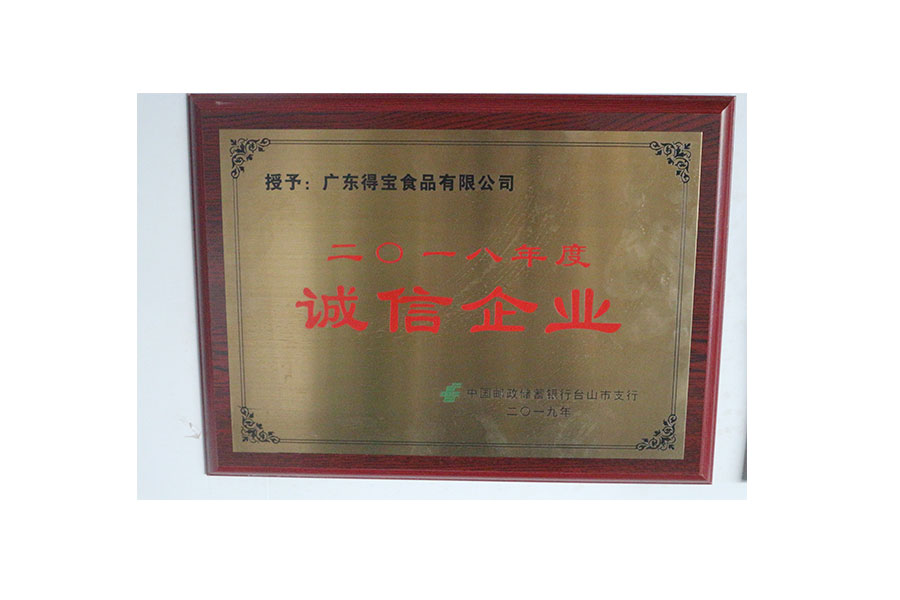 授予：广东得宝食品有限公司
二〇一八年度
诚信企业
中国邮政储蓄银行台山市支行
二〇一九年